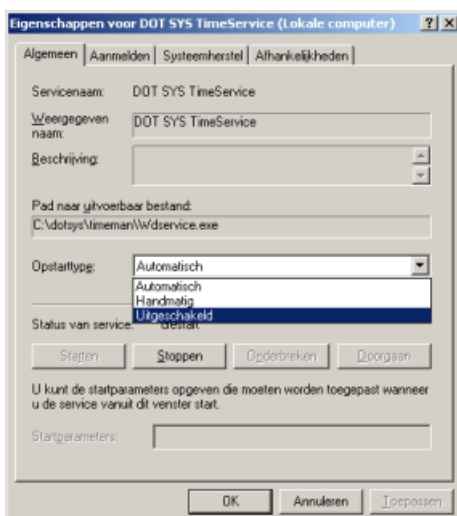 Eigenschappen voor DOT SYS TimeService (Lokale computer)
Algemeen Aanmelden Systeemherstel Afhankelijkheden
Servicenaam: DOT SYS TimeService
Weergegeven naam: DOT SYS TimeService
Beschrijving:
Pad naar uitvoerbaar bestand:
C:\dotsys\timeman\Wdservice.exe
Opstarttype: Automatisch
Automatisch
Handmatig
Uitgeschakeld
Status van service: Gestart
Starten Stoppen Onderbreken Doorgaan
U kunt de startparameters opgeven die moeten worden toegepast wanneer
u de service vanuit dit venster start.
Startparameters:
OK Annuleren Toepassen